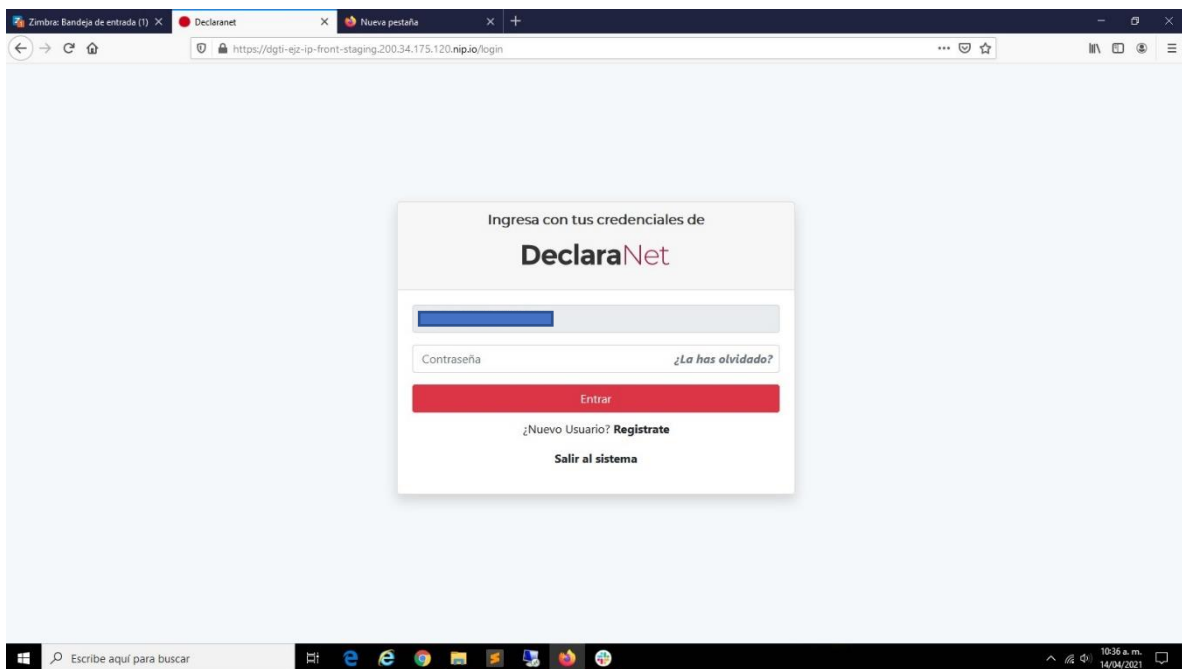 Zimbra: Bandeja de entrada (1)
Declaranet
Nueva pestaña
https://dgti-ejz-ip-front-staging.200.34.175.120.nip.io/login
Ingresa con tus credenciales de
DeclaraNet
Contraseña
¿La has olvidado?
Entrar
¿Nuevo Usuario? Registrate
Salir al sistema
Escribe aquí para buscar
10:36 a. m.
14/04/2021